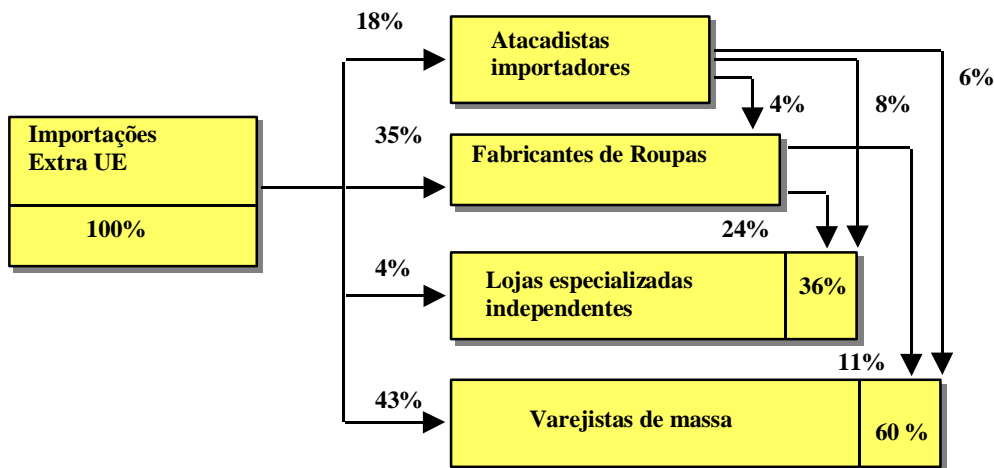 18%
Atacadistas
importadores
6%
4%
8%
Importações
Extra UE
100%
35%
Fabricantes de Roupas
24%
4%
Lojas especializadas
independentes
36%
11%
43%
Varejistas de massa
60 %